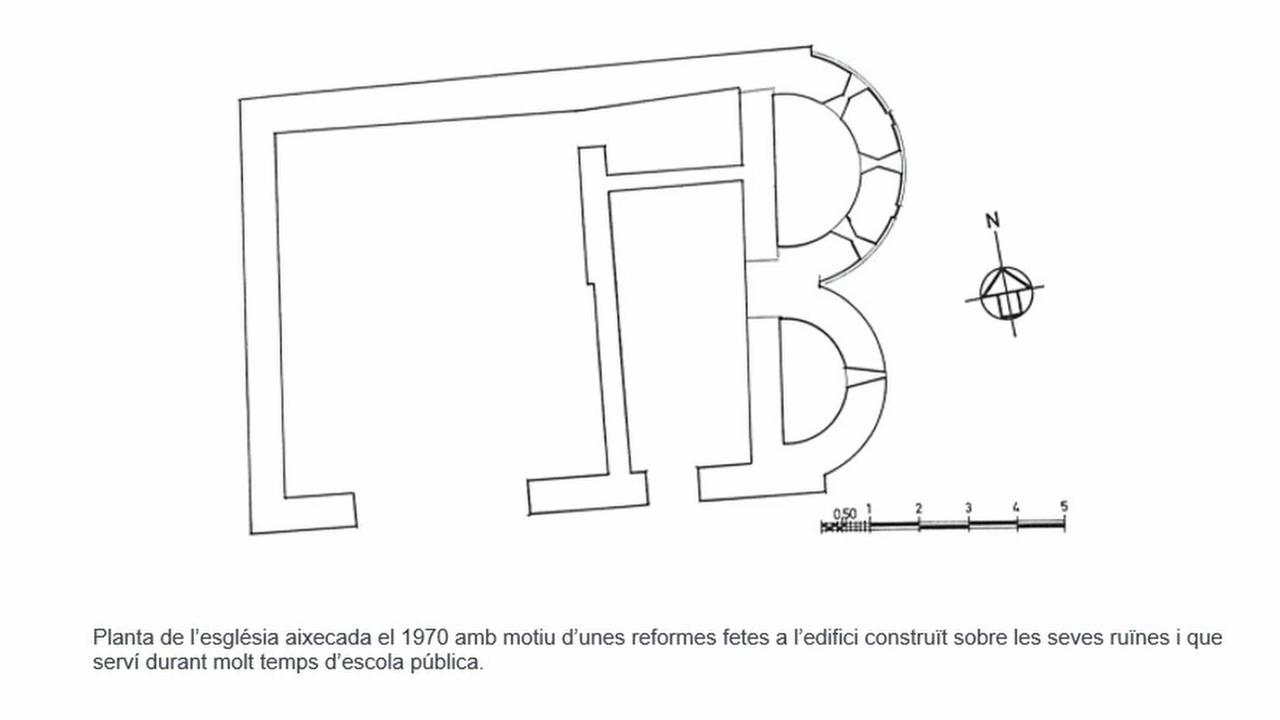 N
0,50 1 2 3 4 5
Planta de l’església aixecada el 1970 amb motiu d’unes reformes fetes a l’edifici construït sobre les seves ruïnes i que
serví durant molt temps d’escola pública.